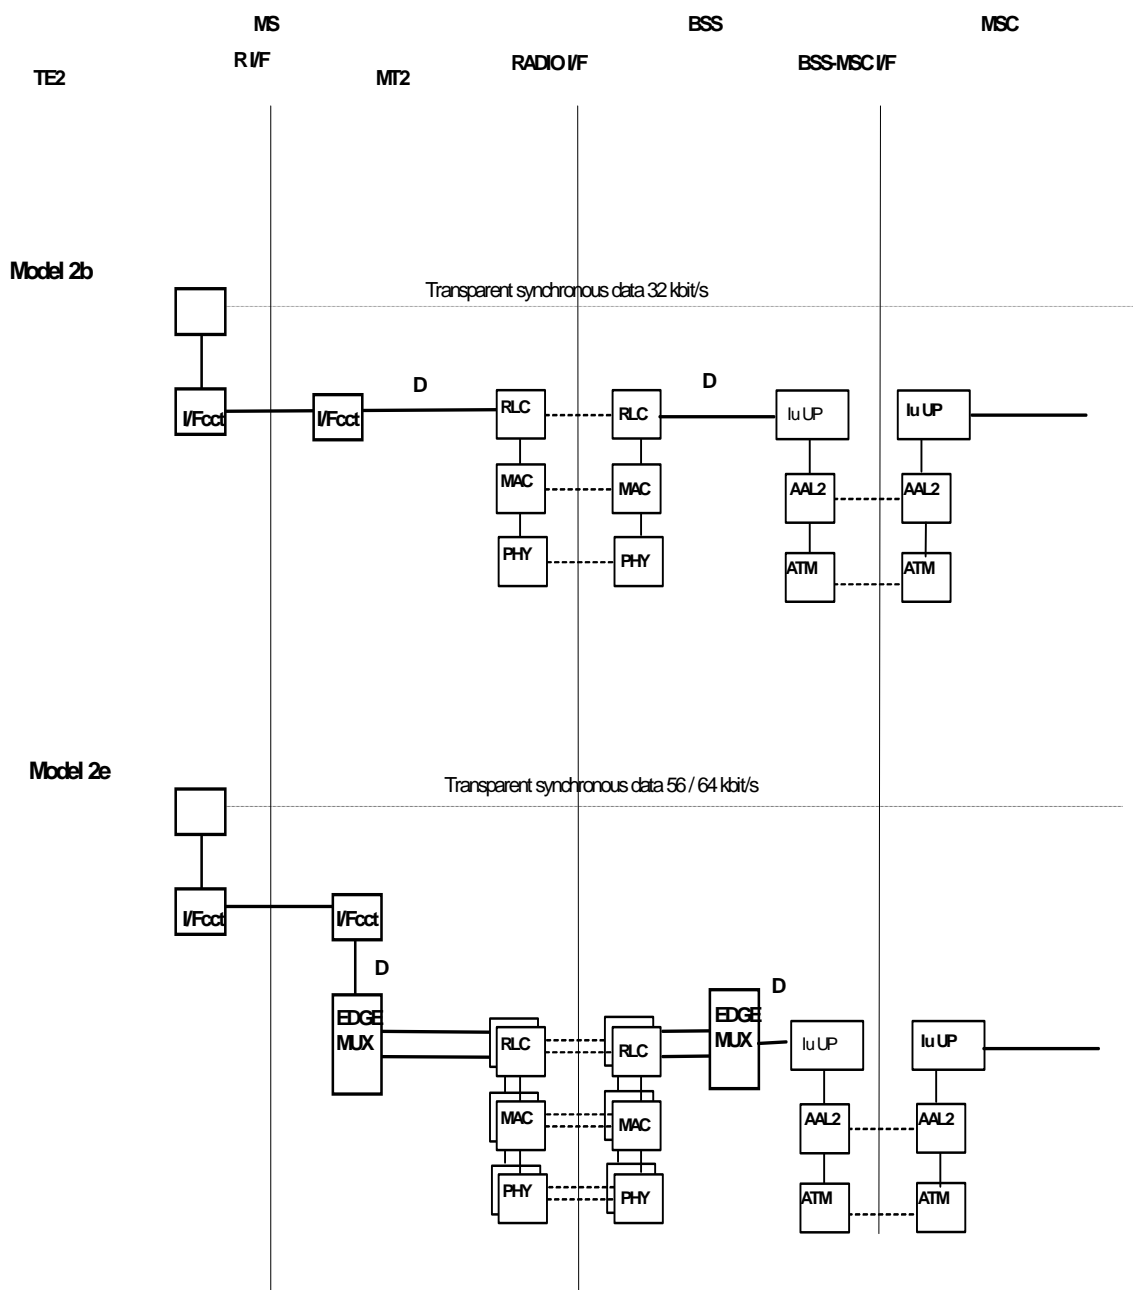 MS BSS MSC
R I/F RADIO I/F BSS-MSC I/F
TE2 MT2
Model 2b
Transparent synchronous data 32 kbit/s
D D
I/Fcct I/Fcct RLC RLC Iu UP Iu UP
MAC MAC AAL2 AAL2
PHY PHY ATM ATM
Model 2e
Transparent synchronous data 56 / 64 kbit/s
I/Fcct I/Fcct
D D
EDGE EDGE
MUX RLC RLC MUX Iu UP Iu UP
MAC MAC AAL2 AAL2
PHY PHY ATM ATM